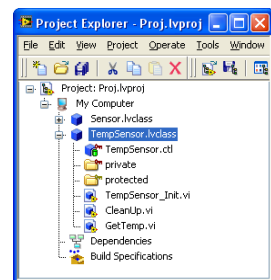 Project Explorer - Proj.lvproj
File Edit View Project Operate Tools Window
Project: Proj.lvproj
My Computer
Sensor.lvclass
TempSensor.lvclass
TempSensor.ctl
private
protected
TempSensor_Init.vi
CleanUp.vi
GetTemp.vi
Dependencies
Build Specifications